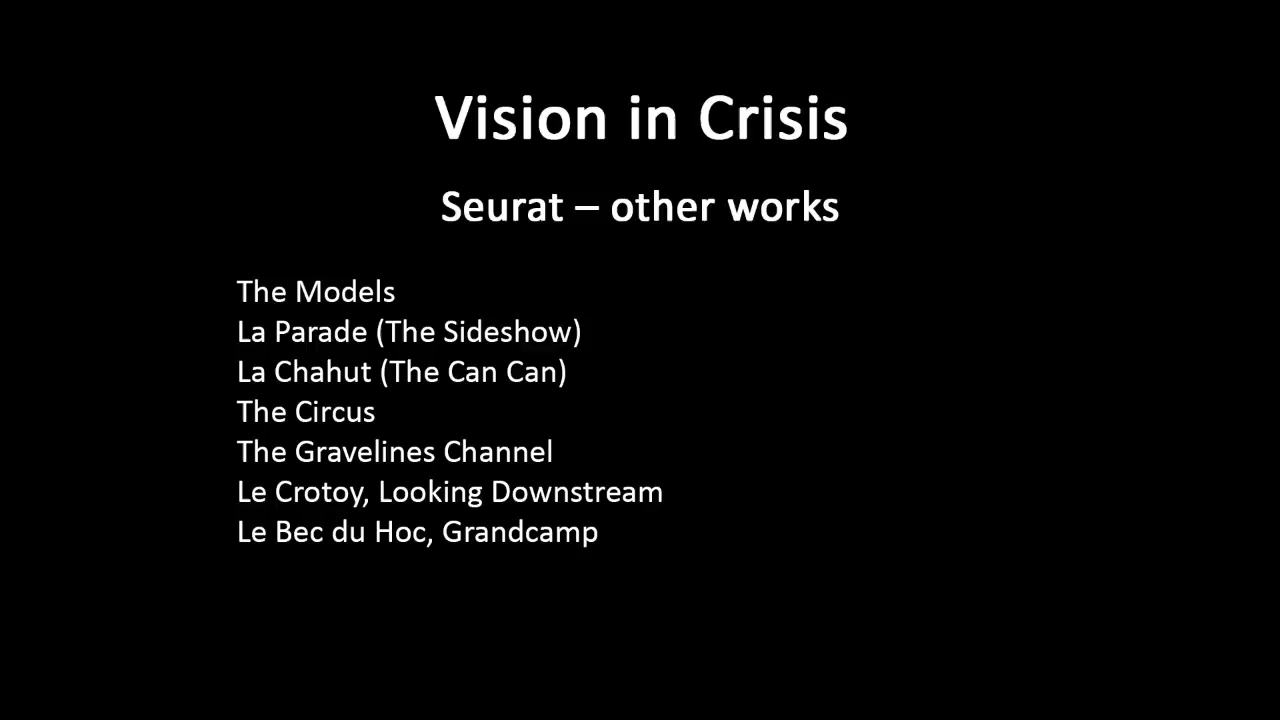 Vision in Crisis
Seurat – other works
The Models
La Parade (The Sideshow)
La Chahut (The Can Can)
The Circus
The Gravelines Channel
Le Crotoy, Looking Downstream
Le Bec du Hoc, Grandcamp